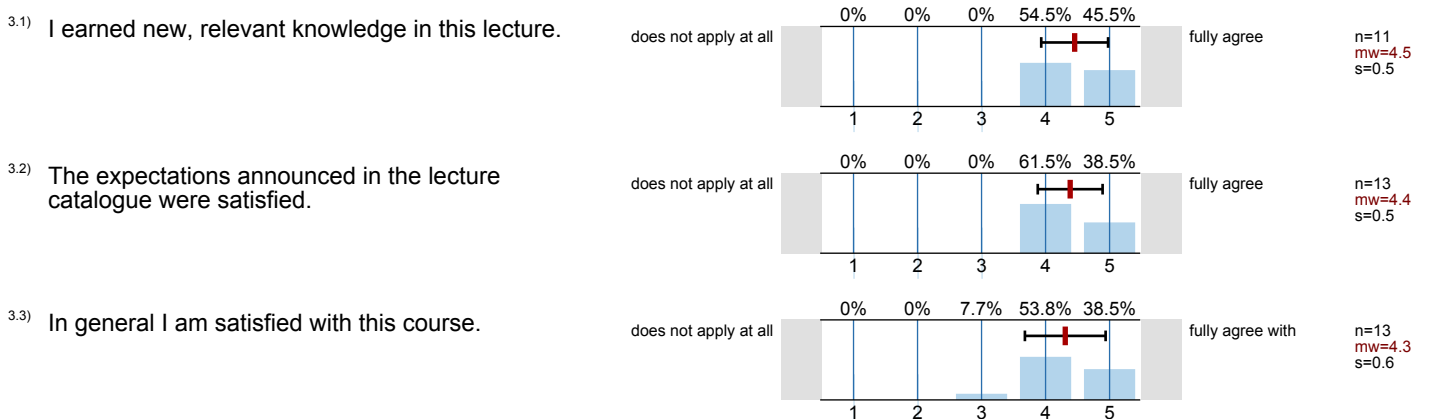 3.1) I earned new, relevant knowledge in this lecture.
0% 0% 0% 54.5% 45.5%
does not apply at all
fully agree
n=11
mw=4.5
s=0.5
1 2 3 4 5
3.2) The expectations announced in the lecture
catalogue were satisfied.
0% 0% 0% 61.5% 38.5%
does not apply at all
fully agree
n=13
mw=4.4
s=0.5
1 2 3 4 5
3.3) In general I am satisfied with this course.
0% 0% 7.7% 53.8% 38.5%
does not apply at all
fully agree with
n=13
mw=4.3
s=0.6
1 2 3 4 5